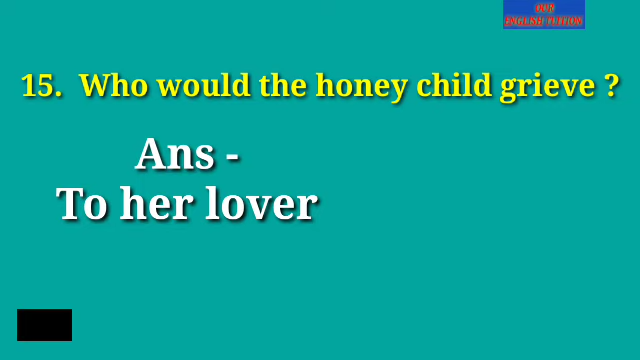 OUR
ENGLISH TUITION
15. Who would the honey child grieve ?
Ans -
To her lover